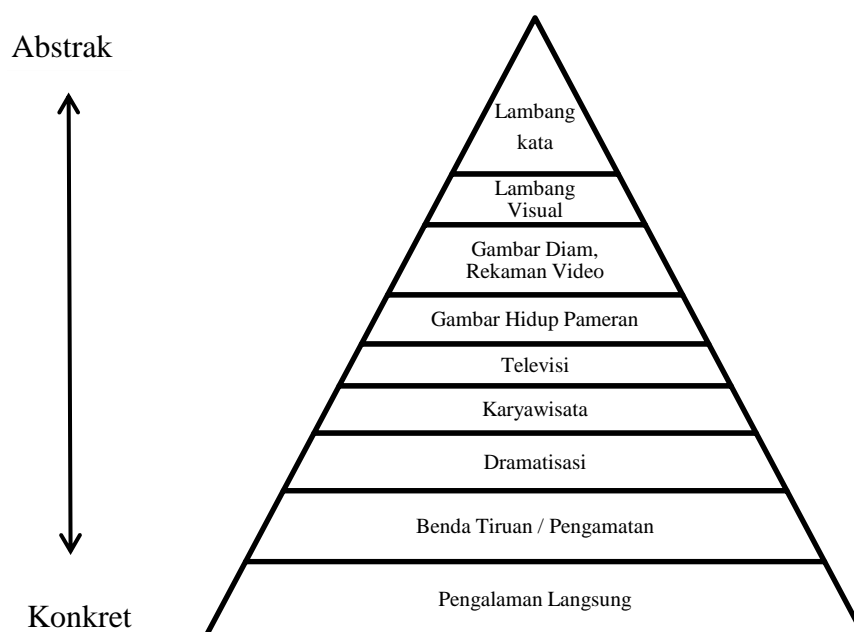 Abstrak
Lambang
kata
Lambang
Visual
Gambar Diam,
Rekaman Video
Gambar Hidup Pameran
Televisi
Karyawisata
Dramatisasi
Benda Tiruan / Pengamatan
Pengalaman Langsung
Konkret